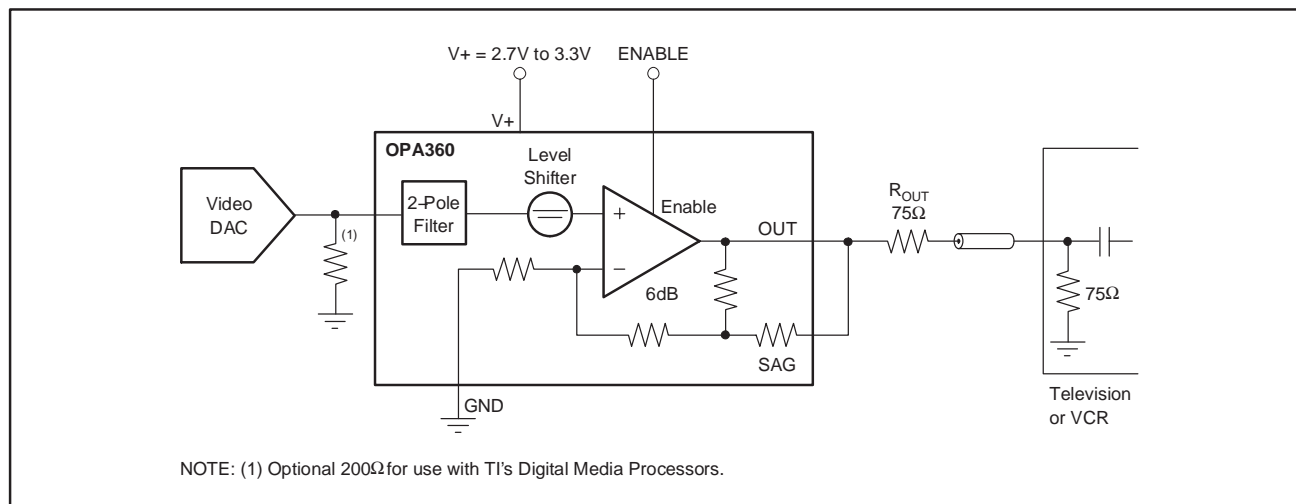 V+ = 2.7V to 3.3V
ENABLE
V+
OPA360
Level
Shifter
Video
DAC
(1)
2-Pole
Filter
+
Enable
OUT
ROUT
75Ω
−
6dB
75Ω
SAG
GND
Television
or VCR
NOTE: (1) Optional 200Ω for use with TI's Digital Media Processors.